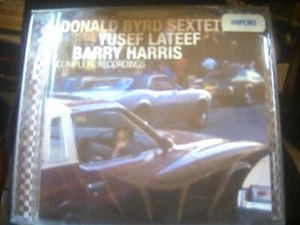 DONALD BYRD SEXTET
YUSEF LATEEF
BARRY HARRIS
COMPLETE RECORDINGS
IMPORT